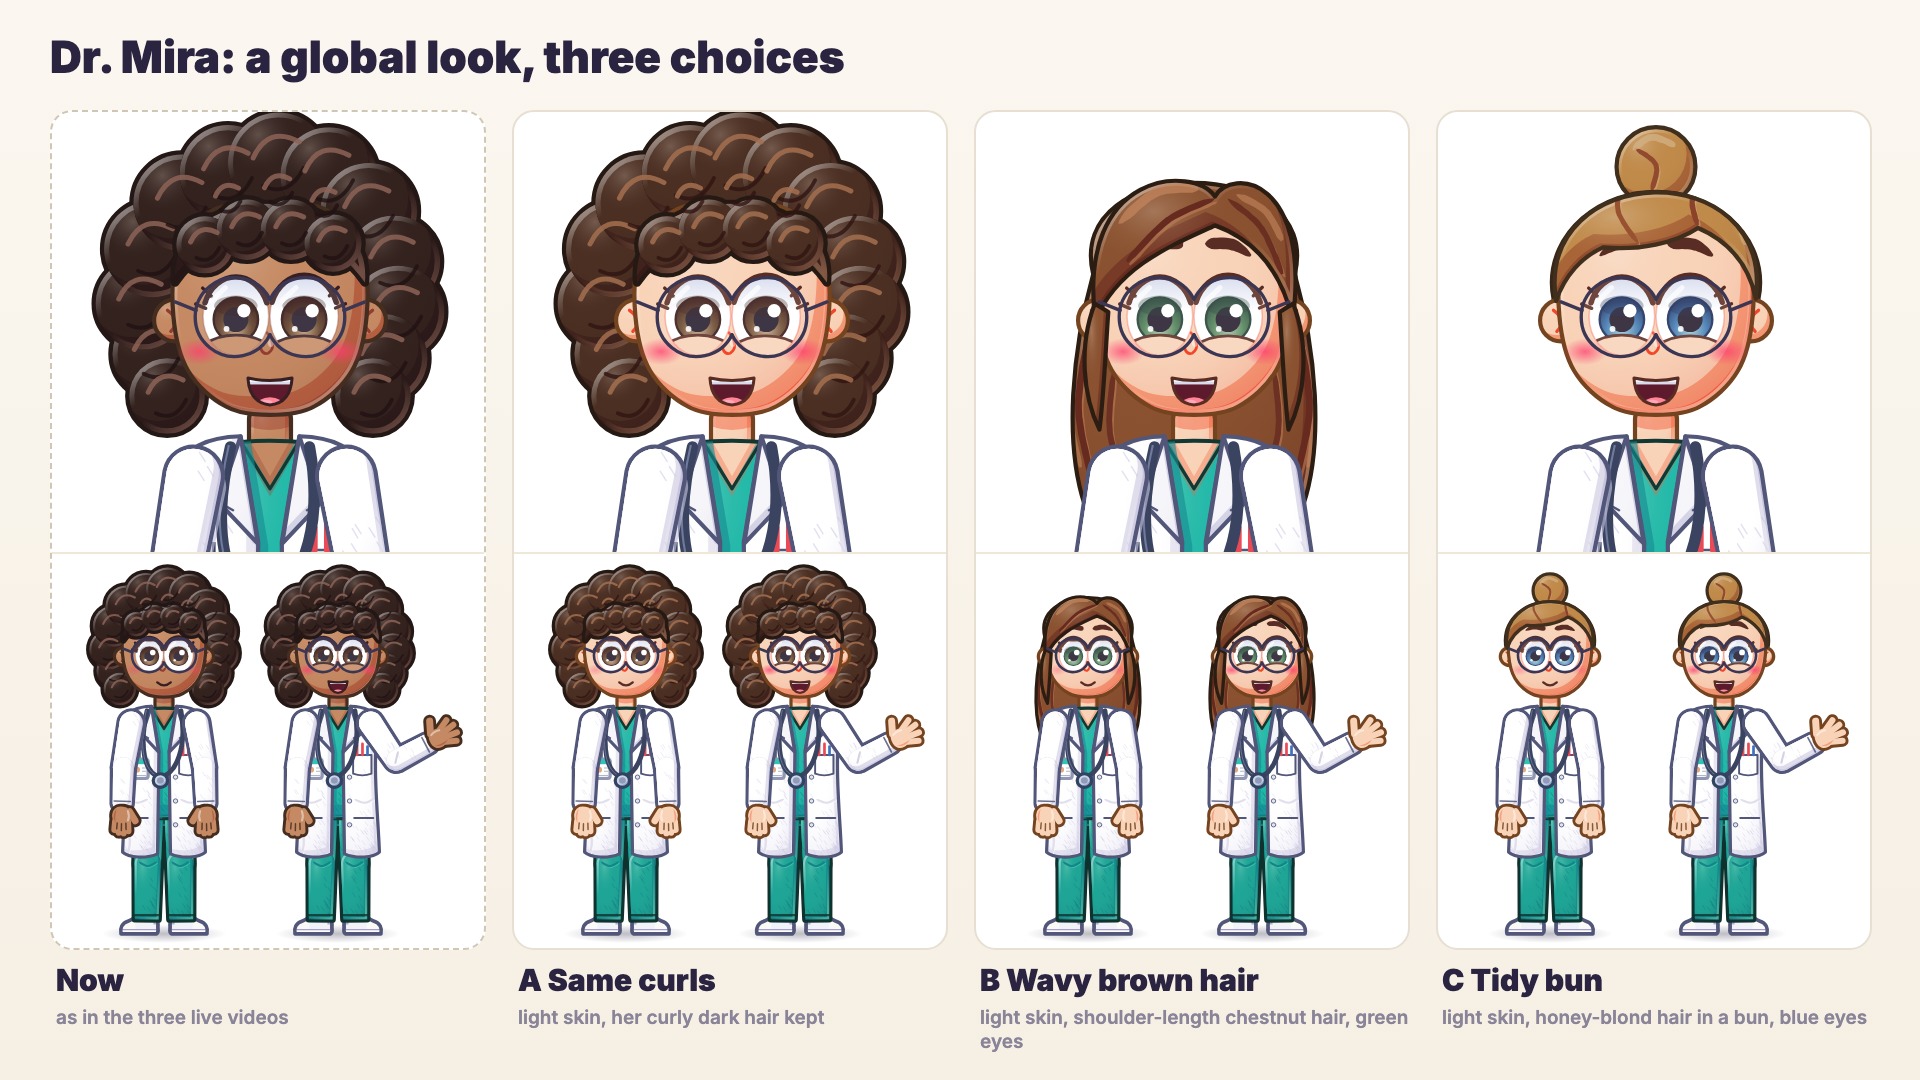 Dr. Mira: a global look, three choices
Now
as in the three live videos
A Same curls
light skin, her curly dark hair kept
B Wavy brown hair
light skin, shoulder-length chestnut hair, green
eyes
C Tidy bun
light skin, honey-blond hair in a bun, blue eyes